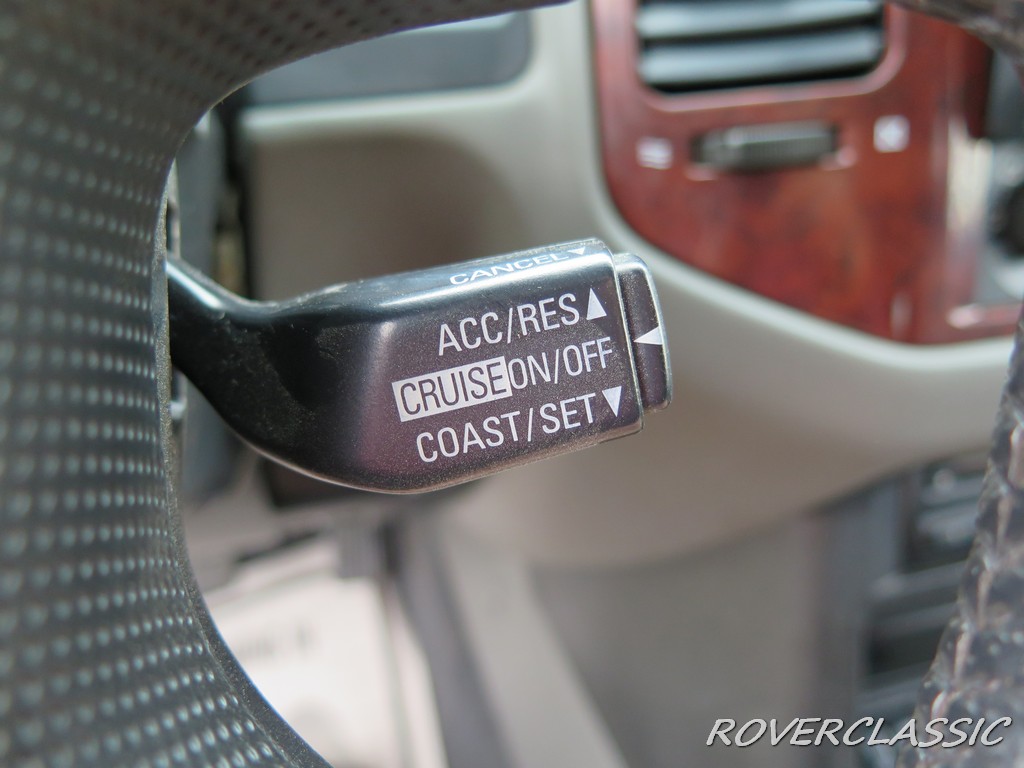 CANCEL▼
ACC/RES▲
CRUISE ON/OFF
COAST/SET▼
ROVERCLASSIC